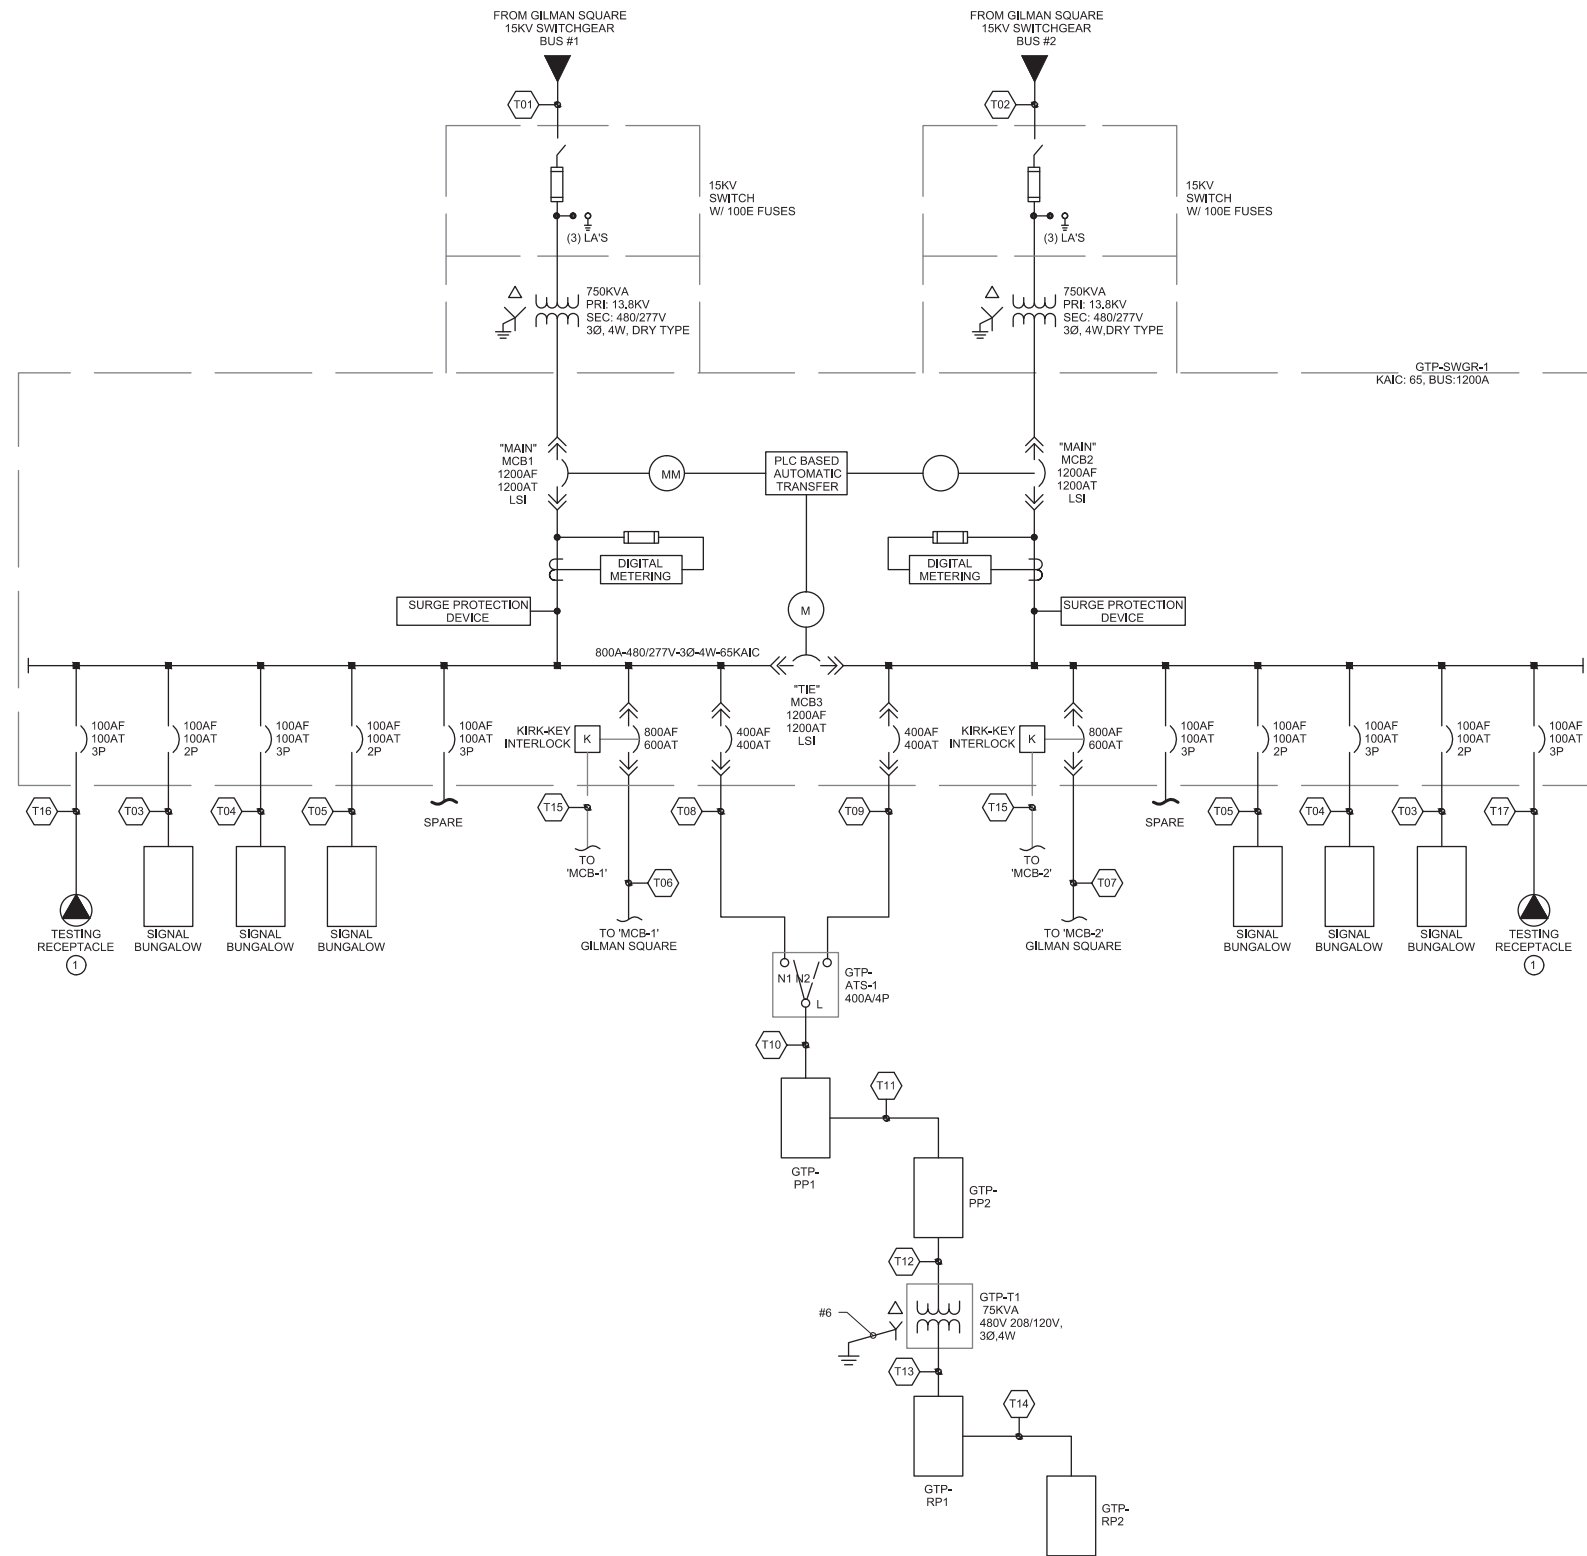 FROM GILMAN SQUARE
15KV SWITCHGEAR
BUS #1
FROM GILMAN SQUARE
15KV SWITCHGEAR
BUS #2
T01
T02
15KV
SWITCH
W/ 100E FUSES
(3) LA'S
15KV
SWITCH
W/ 100E FUSES
(3) LA'S
750KVA
PRI: 13.8KV
SEC: 480/277V
3Ø, 4W, DRY TYPE
750KVA
PRI: 13.8KV
SEC: 480/277V
3Ø, 4W,DRY TYPE
GTP-SWGR-1
KAIC: 65, BUS:1200A
"MAIN"
MCB1
1200AF
1200AT
LSI
MM
PLC BASED
AUTOMATIC
TRANSFER
"MAIN"
MCB2
1200AF
1200AT
LSI
DIGITAL
METERING
DIGITAL
METERING
SURGE PROTECTION
DEVICE
M
SURGE PROTECTION
DEVICE
800A-480/277V-3Ø-4W-65KAIC
"TIE"
MCB3
1200AF
1200AT
LSI
100AF
100AT
3P
100AF
100AT
2P
100AF
100AT
3P
100AF
100AT
2P
100AF
100AT
3P
KIRK-KEY
INTERLOCK
K
800AF
600AT
400AF
400AT
400AF
400AT
KIRK-KEY
INTERLOCK
K
800AF
600AT
100AF
100AT
3P
100AF
100AT
2P
100AF
100AT
3P
100AF
100AT
2P
100AF
100AT
3P
T16
T03
T04
T05
SPARE
T15
T08
T09
T15
SPARE
T05
T04
T03
T17
TO
'MCB-1'
T06
TO
'MCB-2'
T07
TESTING
RECEPTACLE
1
SIGNAL
BUNGALOW
SIGNAL
BUNGALOW
SIGNAL
BUNGALOW
TO 'MCB-1'
GILMAN SQUARE
TO 'MCB-2'
GILMAN SQUARE
SIGNAL
BUNGALOW
SIGNAL
BUNGALOW
SIGNAL
BUNGALOW
TESTING
RECEPTACLE
1
N1 N2
L
GTP-
ATS-1
400A/4P
T10
T11
GTP-
PP1
GTP-
PP2
T12
#6
GTP-T1
75KVA
480V 208/120V,
3Ø,4W
T13
T14
GTP-
RP1
GTP-
RP2